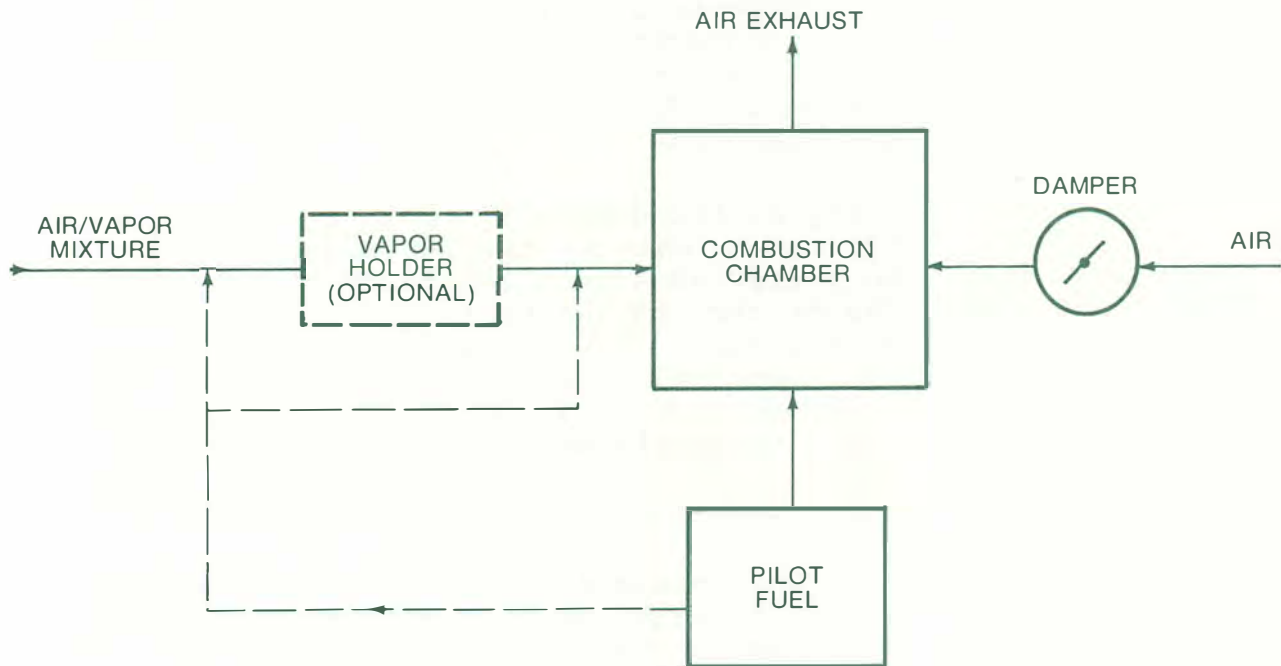 AIR EXHAUST
DAMPER
AIR/VAPOR
MIXTURE
VAPOR
HOLDER
(OPTIONAL)
COMBUSTION
CHAMBER
AIR
PILOT
FUEL